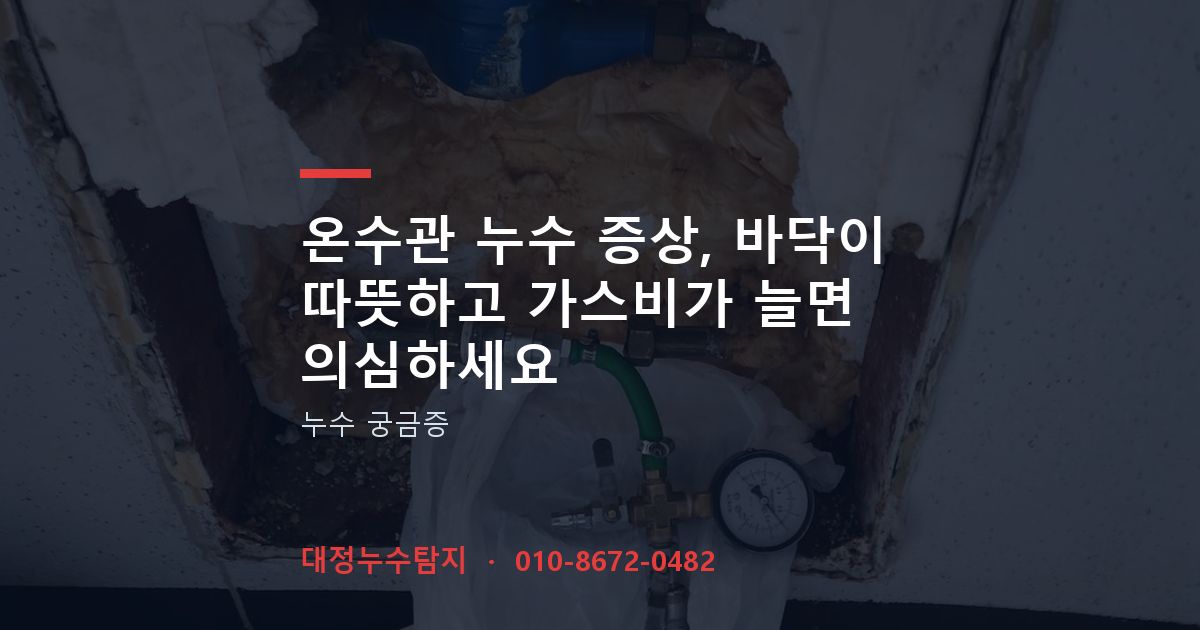 온수관 누수 증상, 바닥이
따뜻하고 가스비가 늘면
의심하세요
누수 궁금증
대정누수탐지 · 010-8672-0482